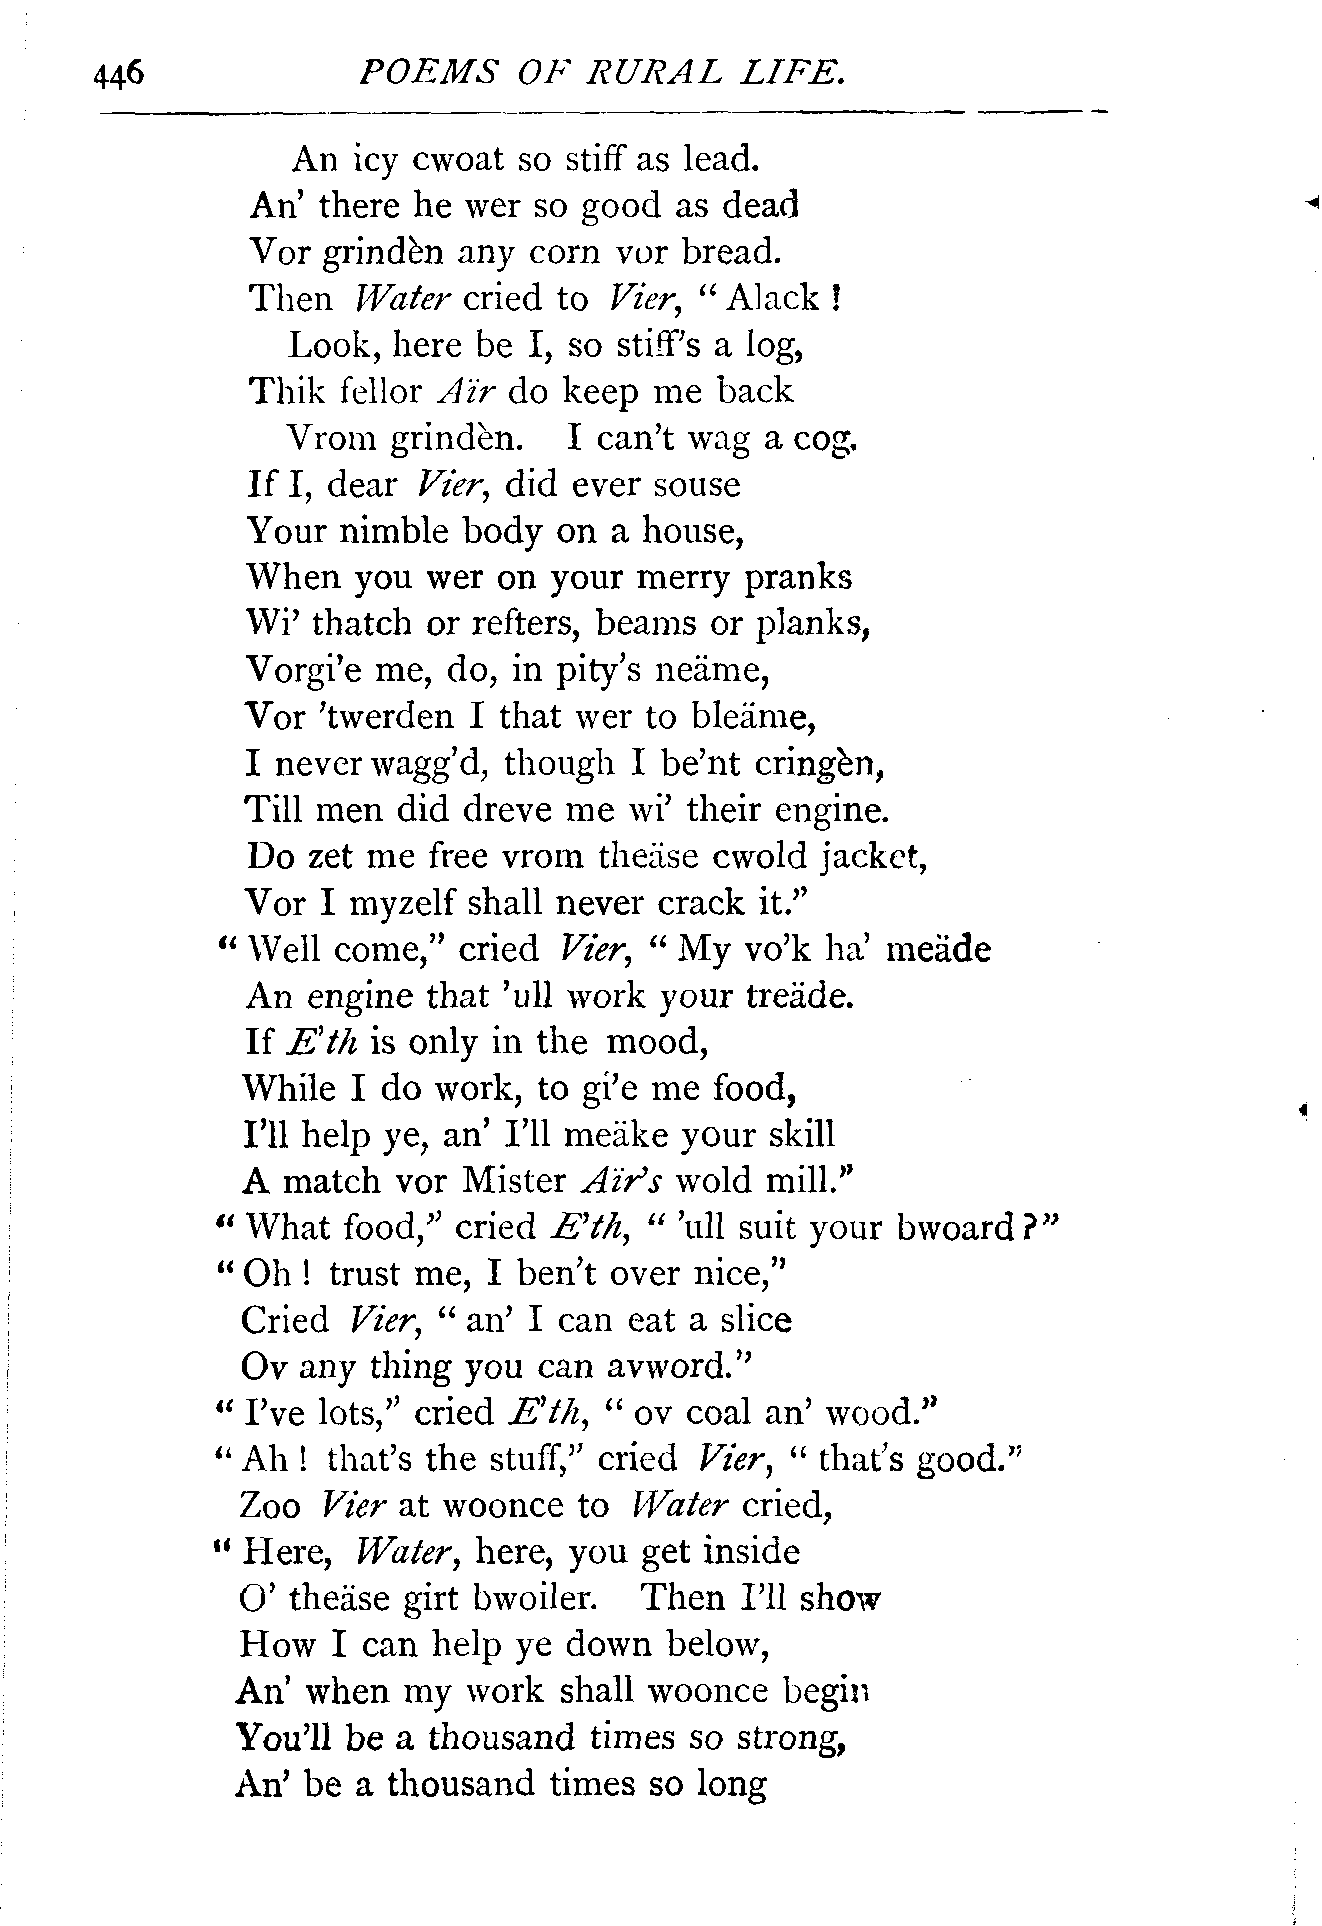 446 POEMS OF RURAL LIFE.
An icy cwoat so stiff as lead.
An' there he wer so good as dead
Vor grindèn any corn vor bread.
Then Water cried to Vier, “ Alack !
Look, here be I, so stiff's a log,
Thik fellor Aïr do keep me back
Vrom grindèn. I can't wag a cog.
If I, dear Vier, did ever souse
Your nimble body on a house,
When you wer on your merry pranks
Wi' thatch or refters, beams or planks,
Vorgi'e me, do, in pity's neäme,
Vor 'twerden I that wer to bleäme,
I never wagg'd, though I be'nt cringèn,
Till men did dreve me wi' their engine.
Do zet me free vrom theäse cwold jacket,
Vor I myzelf shall never crack it.”
“ Well come,” cried Vier, “ My vo'k ha' meäde
An engine that 'ull work your treäde.
If E'th is only in the mood,
While I do work, to gi'e me food,
I'll help ye, an' I'll meäke your skill
A match vor Mister Aïr's wold mill.”
“ What food,” cried E'th, “ 'ull suit your bwoard ?”
“ Oh ! trust me, I ben't over nice,”
Cried Vier, “ an' I can eat a slice
Ov any thing you can avword.”
“ I've lots,” cried E'th, “ ov coal an' wood.”
“ Ah ! that's the stuff,” cried Vier, “ that's good.”
Zoo Vier at woonce to Water cried,
“ Here, Water, here, you get inside
O' theäse girt bwoiler. Then I'll show
How I can help ye down below,
An' when my work shall woonce begin
You'll be a thousand times so strong,
An' be a thousand times so long